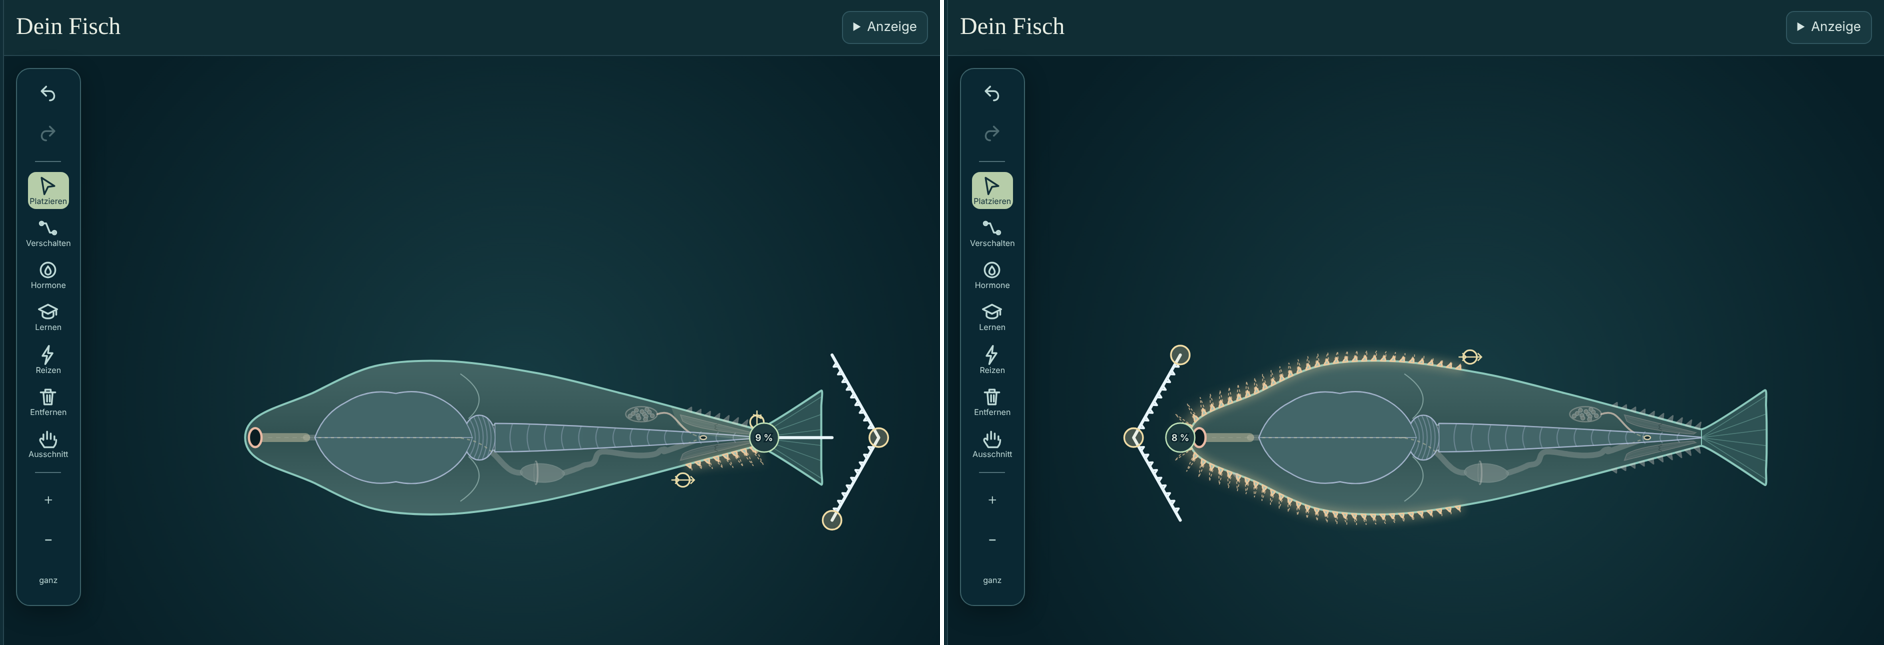 Dein Fisch
Anzeige
Platzieren
Verschalten
Hormone
Lernen
Reizen
Entfernen
Ausschnitt
+
−
ganz
9 %
Dein Fisch
Anzeige
Platzieren
Verschalten
Hormone
Lernen
Reizen
Entfernen
Ausschnitt
+
−
ganz
8 %